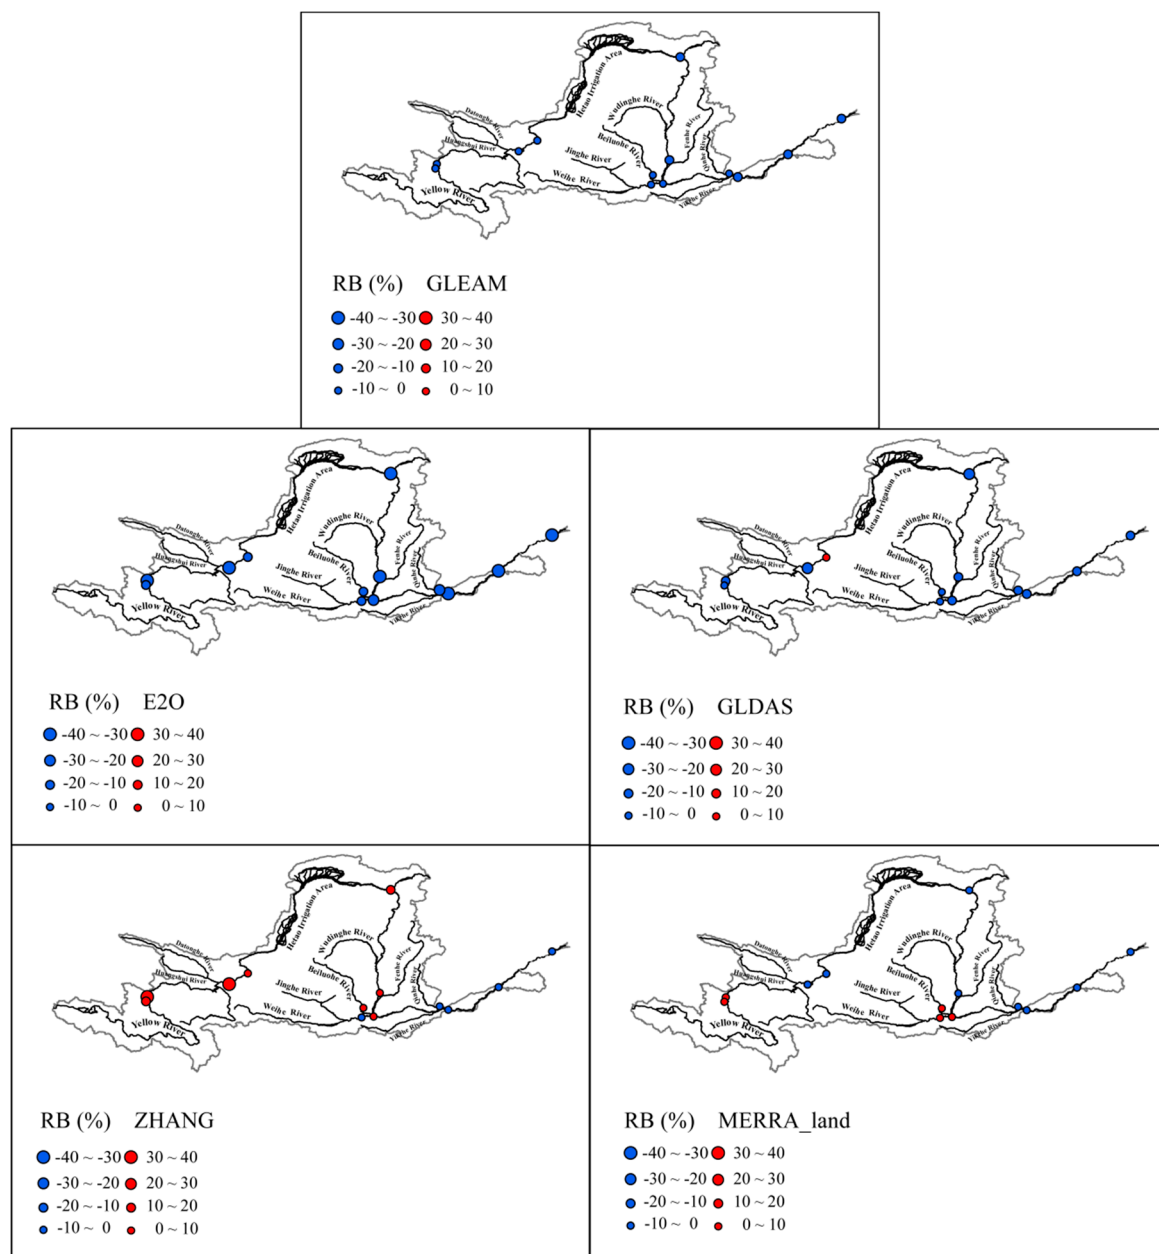 Hetao Irrigation Area
Datonghe River
Huangshui River
Wudinghe River
Beiluohe River
Fenhe River
Qinhe River
Jinghe River
Weihe River
Yellow River
RB (%) GLEAM
-40 ~ -30 30 ~ 40
-30 ~ -20 20 ~ 30
-20 ~ -10 10 ~ 20
-10 ~ 0 0 ~ 10
Hetao Irrigation Area
Datonghe River
Huangshui River
Wudinghe River
Beiluohe River
Fenhe River
Qinhe River
Jinghe River
Weihe River
Yellow River
RB (%) E2O
-40 ~ -30 30 ~ 40
-30 ~ -20 20 ~ 30
-20 ~ -10 10 ~ 20
-10 ~ 0 0 ~ 10
Hetao Irrigation Area
Datonghe River
Huangshui River
Wudinghe River
Beiluohe River
Fenhe River
Qinhe River
Jinghe River
Weihe River
Yellow River
RB (%) GLDAS
-40 ~ -30 30 ~ 40
-30 ~ -20 20 ~ 30
-20 ~ -10 10 ~ 20
-10 ~ 0 0 ~ 10
Hetao Irrigation Area
Datonghe River
Huangshui River
Wudinghe River
Beiluohe River
Fenhe River
Qinhe River
Jinghe River
Weihe River
Yellow River
RB (%) ZHANG
-40 ~ -30 30 ~ 40
-30 ~ -20 20 ~ 30
-20 ~ -10 10 ~ 20
-10 ~ 0 0 ~ 10
Hetao Irrigation Area
Datonghe River
Huangshui River
Wudinghe River
Beiluohe River
Fenhe River
Qinhe River
Jinghe River
Weihe River
Yellow River
RB (%) MERRA_land
-40 ~ -30 30 ~ 40
-30 ~ -20 20 ~ 30
-20 ~ -10 10 ~ 20
-10 ~ 0 0 ~ 10